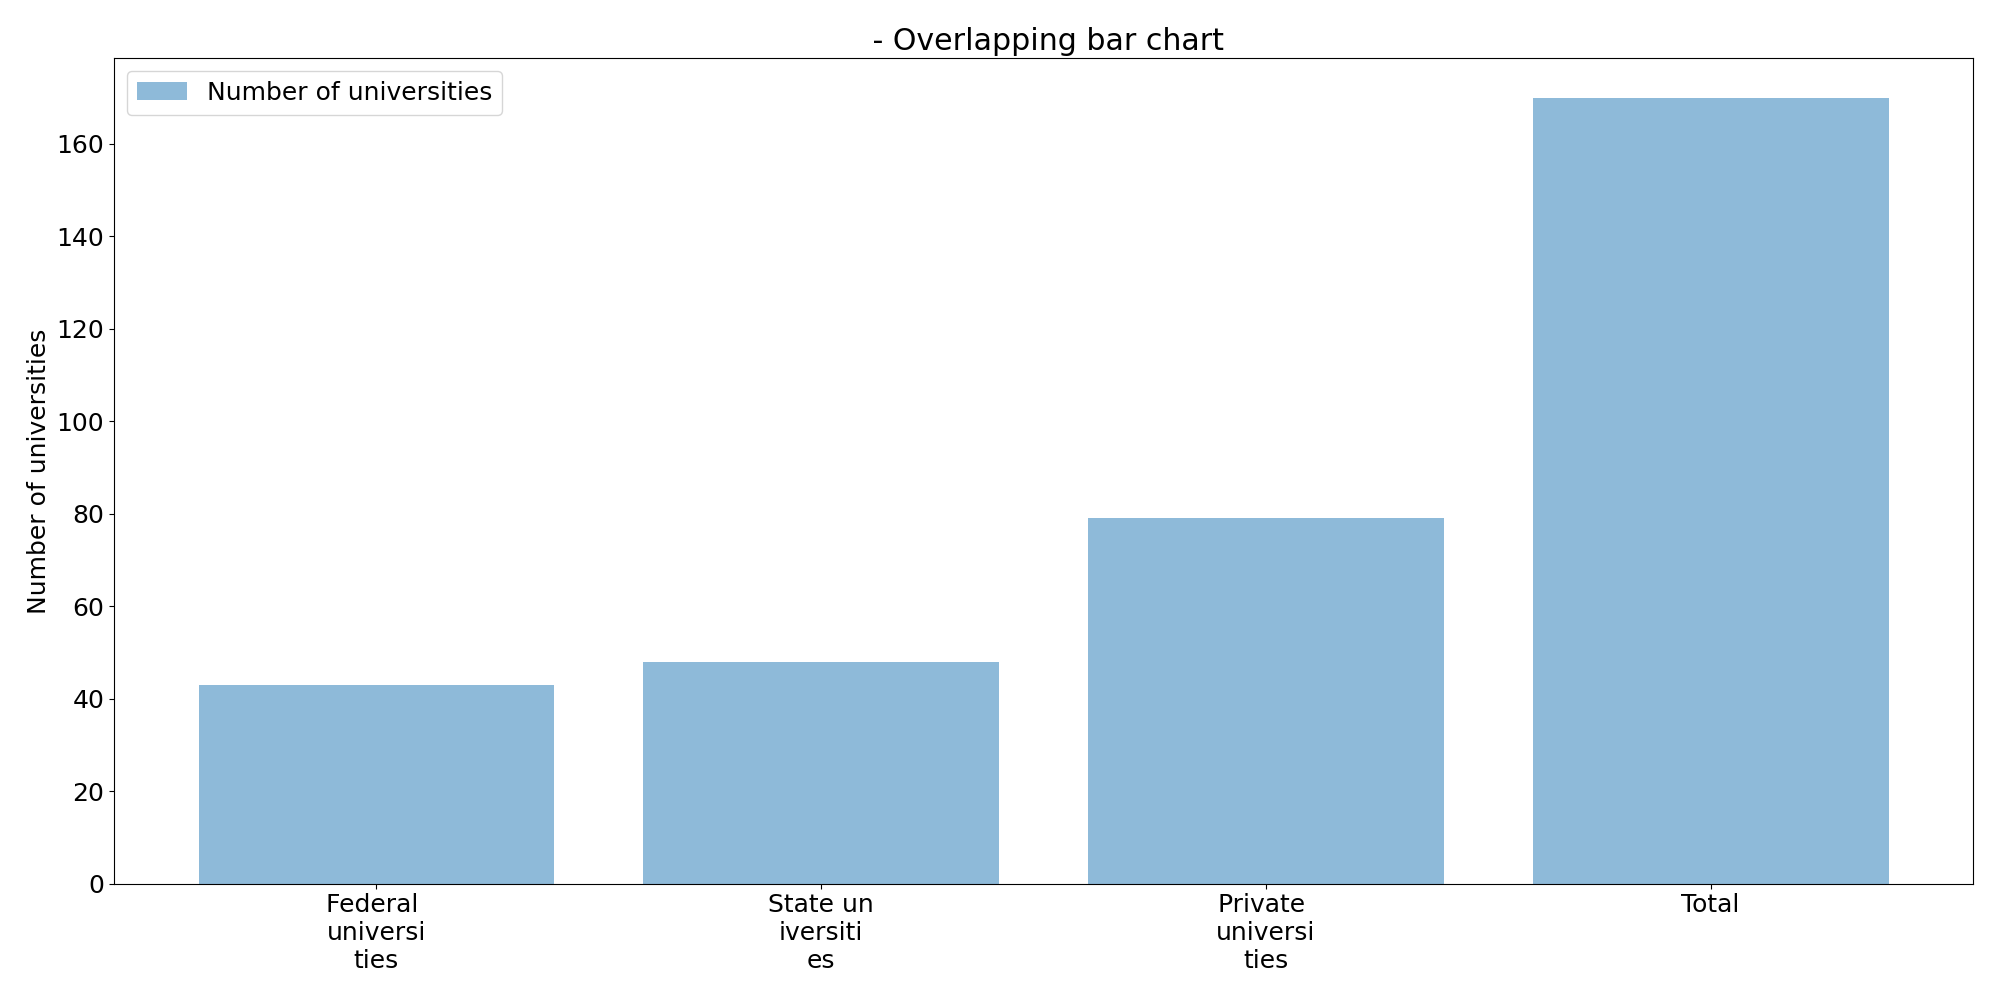 - Overlapping bar chart
Number of universities
Number of universities
160
140
120
100
80
60
40
20
0
Federal
universi
ties
State un
iversiti
es
Private
universi
ties
Total